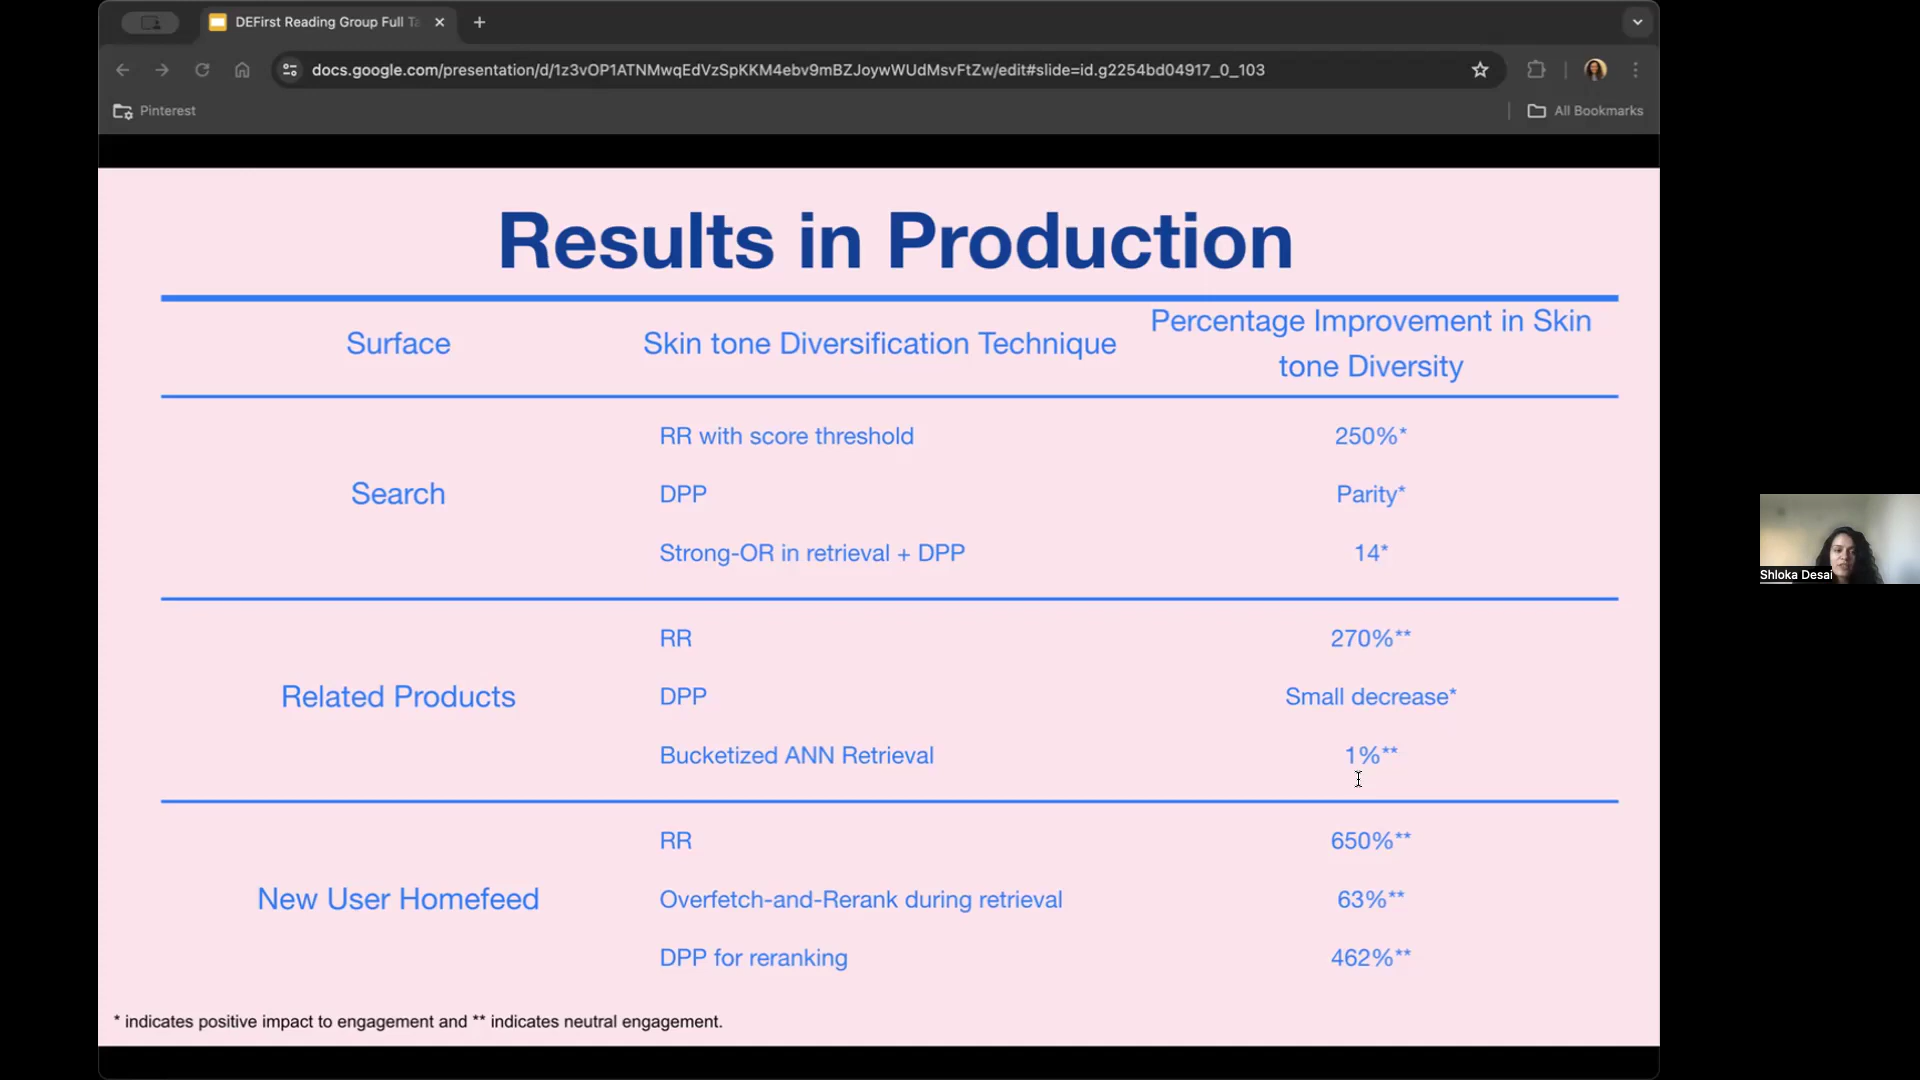 DEFirst Reading Group Full Ta
docs.google.com/presentation/d/1z3vOP1ATNMwqEdVzSpKKM4ebv9mBZJoywWUdMsvFtZw/edit#slide=id.g2254bd04917_0_103
Pinterest
All Bookmarks
Results in Production
Surface
Skin tone Diversification Technique
Percentage Improvement in Skin
tone Diversity
Search
RR with score threshold
250%*
DPP
Parity*
Strong-OR in retrieval + DPP
14*
Related Products
RR
270%**
DPP
Small decrease*
Bucketized ANN Retrieval
1%**
New User Homefeed
RR
650%**
Overfetch-and-Rerank during retrieval
63%**
DPP for reranking
462%**
* indicates positive impact to engagement and ** indicates neutral engagement.
Shloka Desai